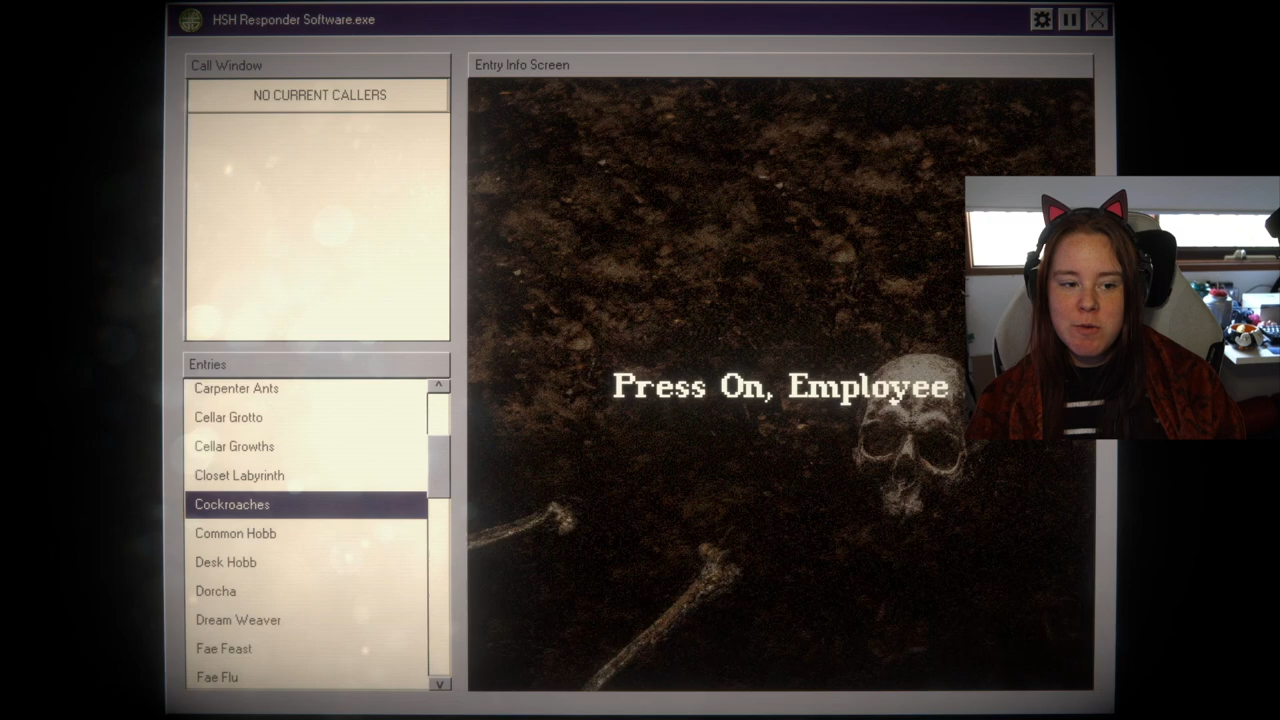 HSH Responder Software.exe
Call Window
NO CURRENT CALLERS
Entries
Carpenter Ants
Cellar Grotto
Cellar Growths
Closet Labyrinth
Cockroaches
Common Hobb
Desk Hobb
Dorcha
Dream Weaver
Fae Feast
Fae Flu
Entry Info Screen
Press On, Employee